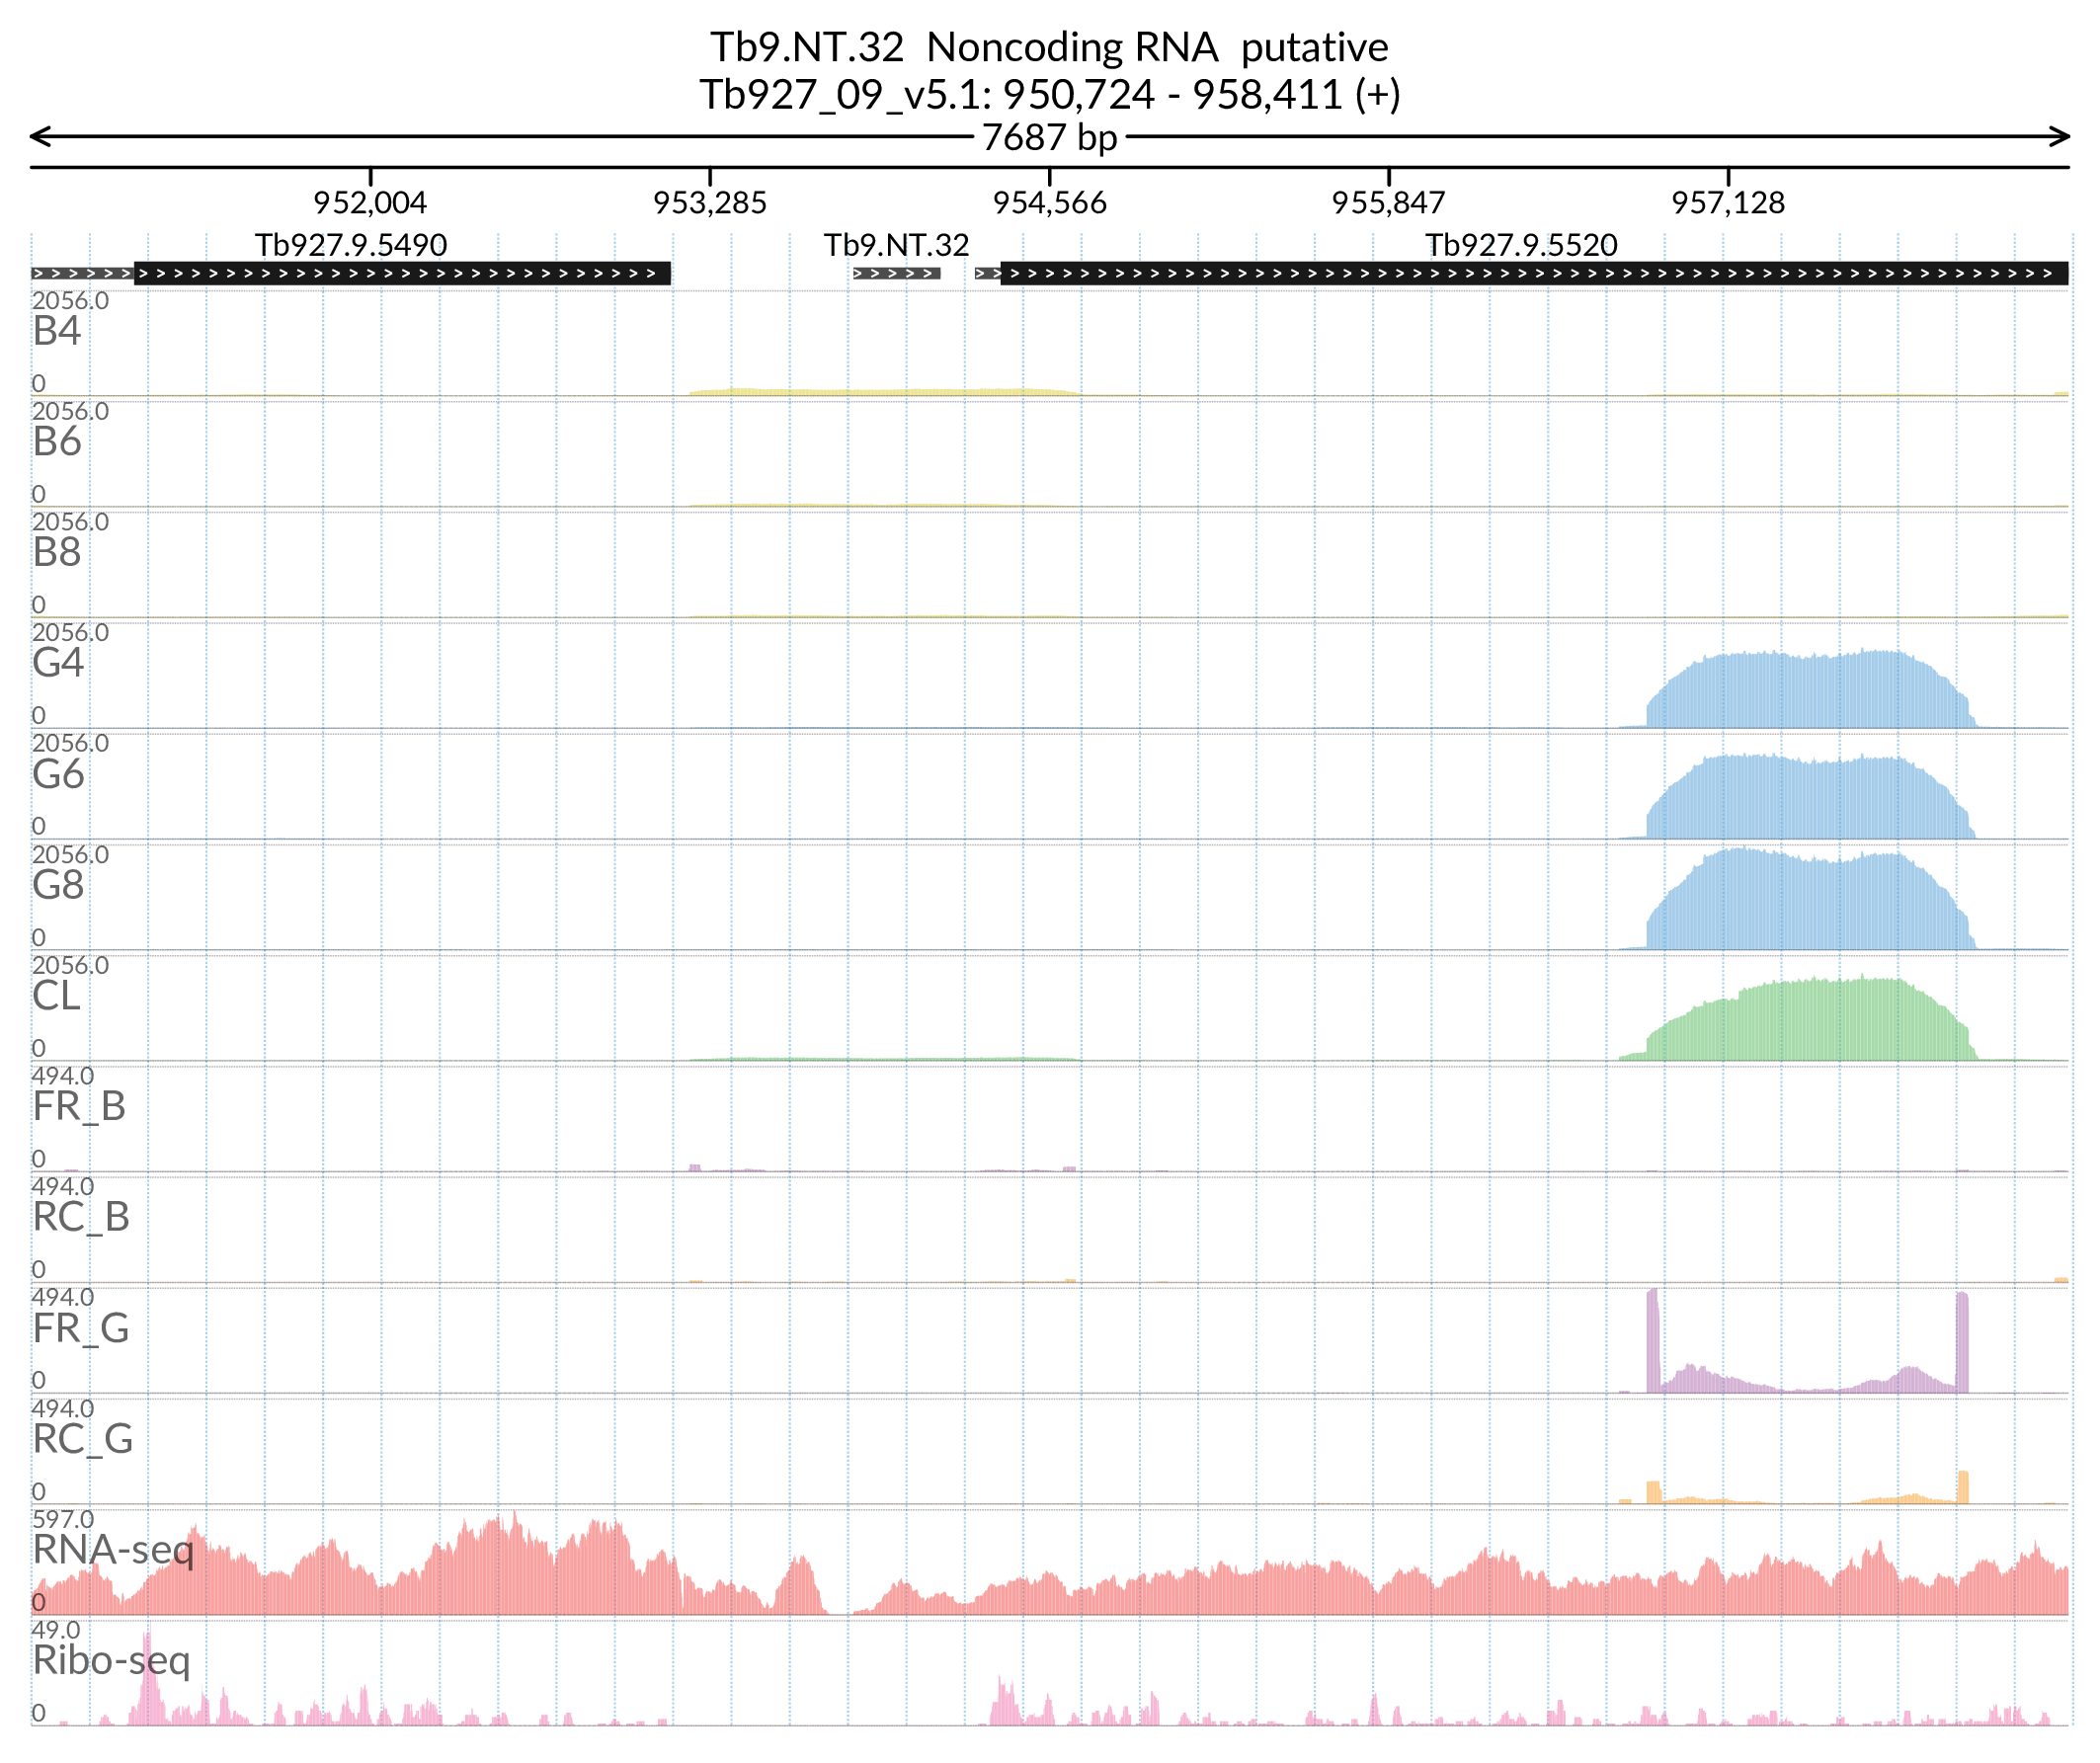 Tb9.NT.32 Noncoding RNA putative
Tb927_09_v5.1: 950,724 - 958,411 (+)
7687 bp
952,004 953,285 954,566 955,847 957,128
Tb927.9.5490 Tb9.NT.32 Tb927.9.5520
2056.0
B4
0
2056.0
B6
0
2056.0
B8
0
2056.0
G4
0
2056.0
G6
0
2056.0
G8
0
2056.0
CL
0
494.0
FR_B
0
494.0
RC_B
0
494.0
FR_G
0
494.0
RC_G
0
597.0
RNA-seq
0
49.0
Ribo-seq
0